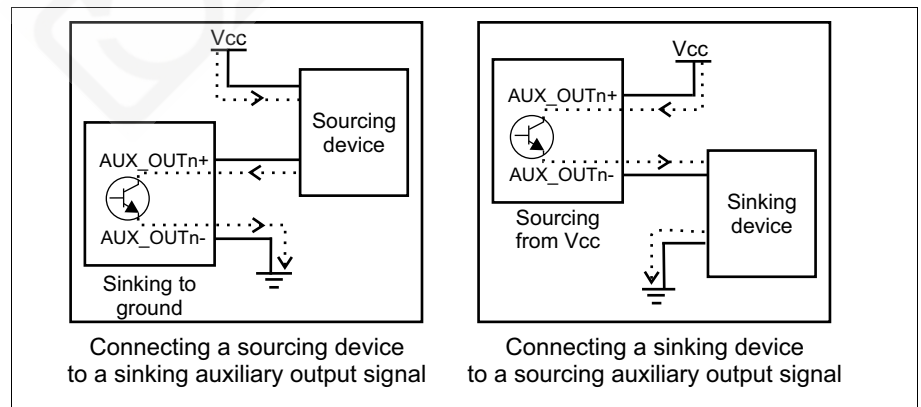 Vcc
Sourcing
device
AUX_OUTn+
AUX_OUTn-
Sinking to
ground
Connecting a sourcing device
to a sinking auxiliary output signal
Vcc
AUX_OUTn+
AUX_OUTn-
Sourcing
from Vcc
Sinking
device
Connecting a sinking device
to a sourcing auxiliary output signal